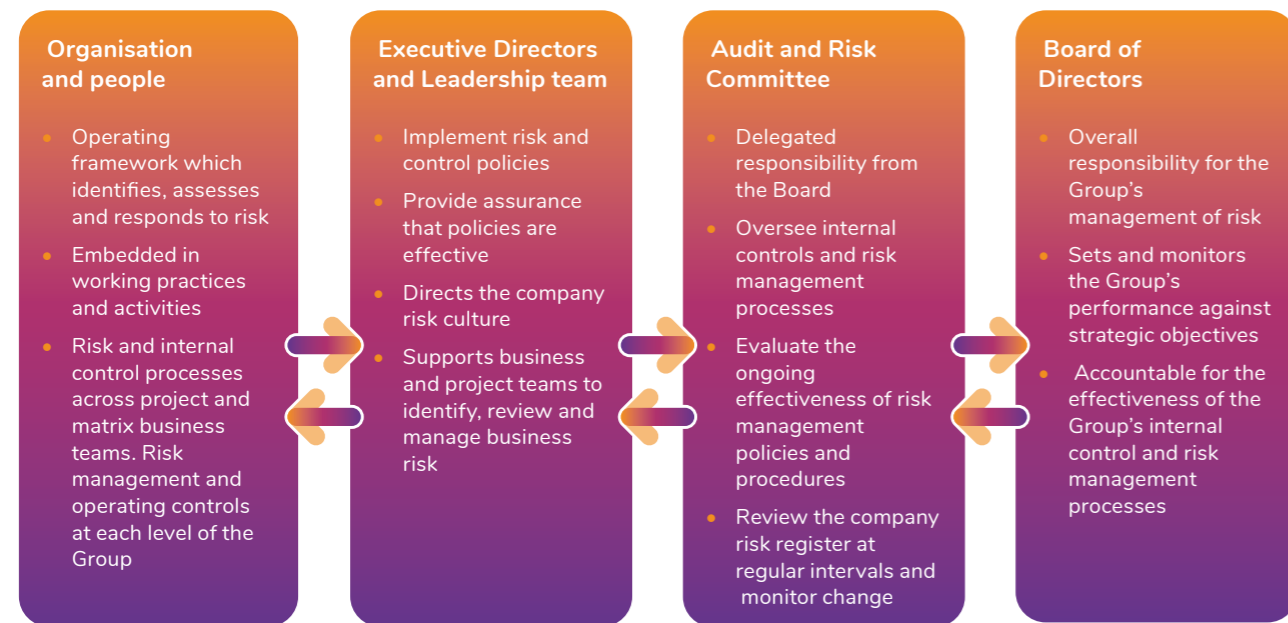 Organisation
and people
• Operating
framework which
identifies, assesses
and responds to risk
• Embedded in
working practices
and activities
• Risk and internal
control processes
across project and
matrix business
teams. Risk
management and
operating controls
at each level of the
Group
Executive Directors
and Leadership team
• Implement risk and
control policies
• Provide assurance
that policies are
effective
• Directs the company
risk culture
• Supports business
and project teams to
identify, review and
manage business
risk
Audit and Risk
Committee
• Delegated
responsibility from
the Board
• Oversee internal
controls and risk
management
processes
• Evaluate the
ongoing
effectiveness of risk
management
policies and
procedures
• Review the company
risk register at
regular intervals and
monitor change
Board of
Directors
• Overall
responsibility for the
Group’s
management of risk
• Sets and monitors
the Group’s
performance against
strategic objectives
• Accountable for the
effectiveness of the
Group’s internal
control and risk
management
processes